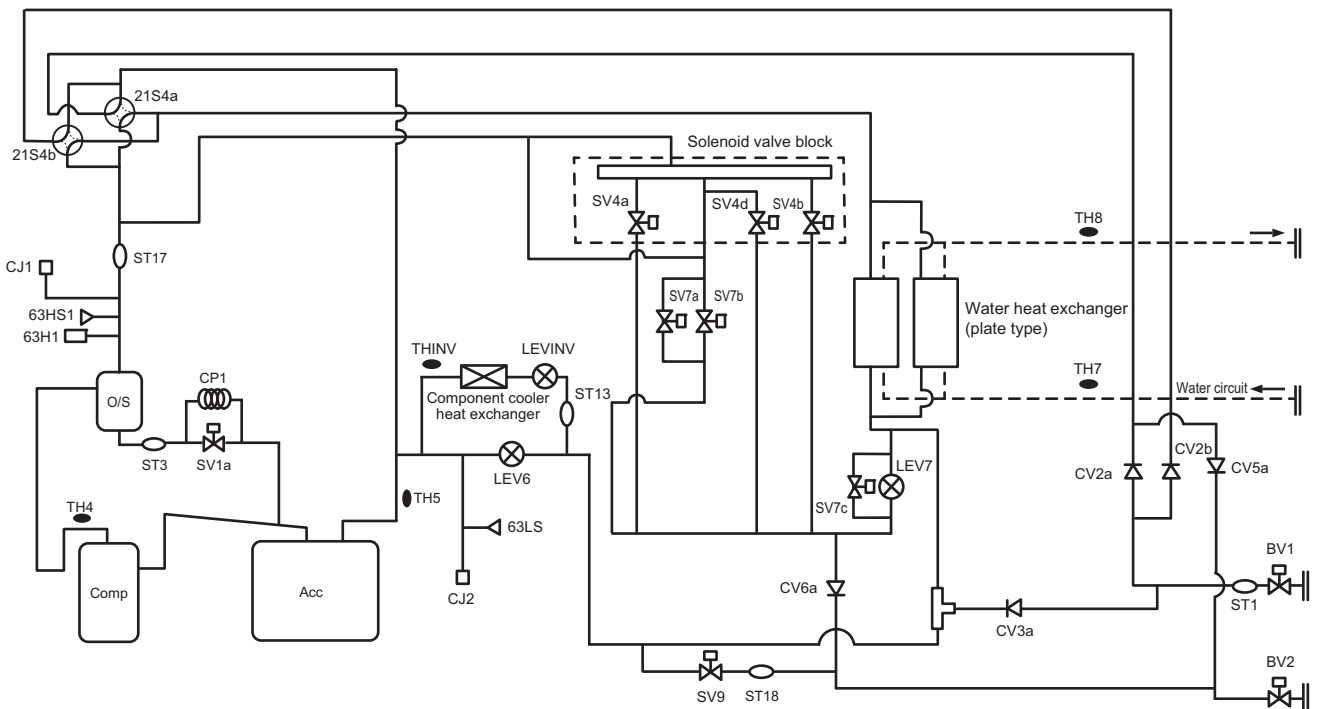 21S4a
21S4b
Solenoid valve block
SV4a
SV4d
SV4b
TH8
ST17
CJ1
63HS1
63H1
SV7a
SV7b
Water heat exchanger
(plate type)
THINV
LEVINV
CP1
ST13
Component cooler
heat exchanger
TH7
Water circuit
O/S
ST3
SV1a
LEV6
LEV7
SV7c
CV2a
CV2b
CV5a
TH4
TH5
63LS
CJ2
Comp
Acc
CV6a
CV3a
BV1
ST1
SV9
ST18
BV2